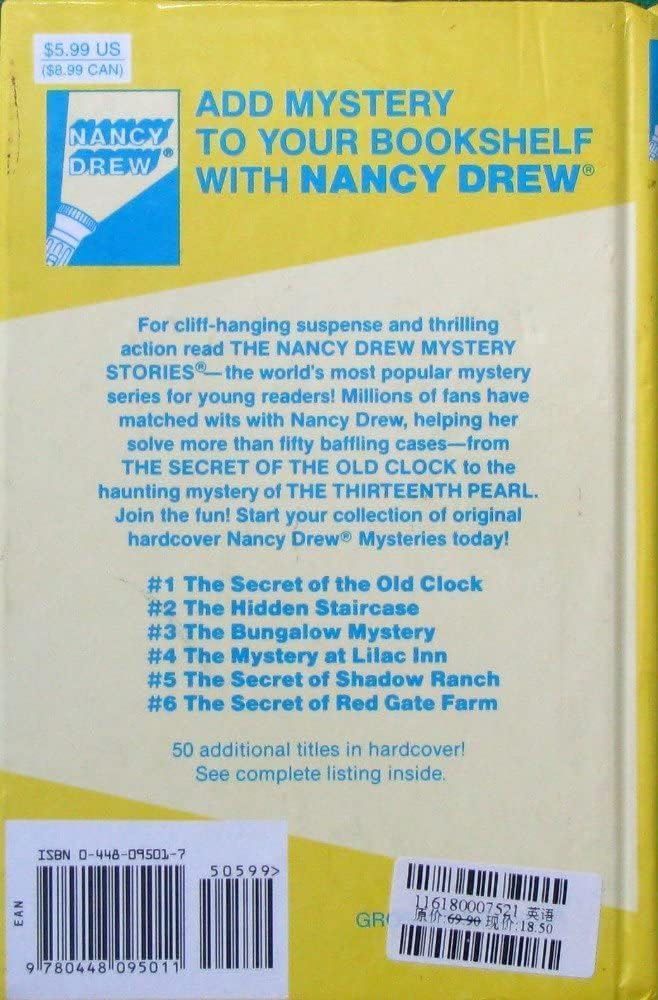 $5.99 US
($8.99 CAN)
NANCY
DREW®
ADD MYSTERY
TO YOUR BOOKSHELF
WITH NANCY DREW®
For cliff-hanging suspense and thrilling
action read THE NANCY DREW MYSTERY
STORIES®—the world's most popular mystery
series for young readers! Millions of fans have
matched wits with Nancy Drew, helping her
solve more than fifty baffling cases—from
THE SECRET OF THE OLD CLOCK to the
haunting mystery of THE THIRTEENTH PEARL.
Join the fun! Start your collection of original
hardcover Nancy Drew® Mysteries today!
#1 The Secret of the Old Clock
#2 The Hidden Staircase
#3 The Bungalow Mystery
#4 The Mystery at Lilac Inn
#5 The Secret of Shadow Ranch
#6 The Secret of Red Gate Farm
50 additional titles in hardcover!
See complete listing inside.
ISBN 0-448-09501-7
50599>
EAN
9 780448 095011
GRO
116180007521 英语
原价:69.90 现价:18.50